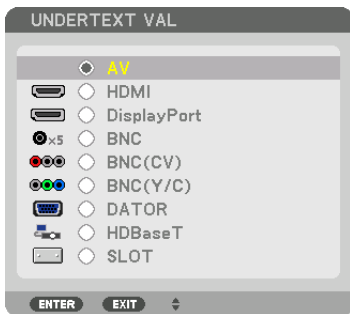 UNDERTEXT VAL
AV
HDMI
DisplayPort
×5 BNC
BNC(CV)
BNC(Y/C)
DATOR
HDBaseT
SLOT
ENTER EXIT